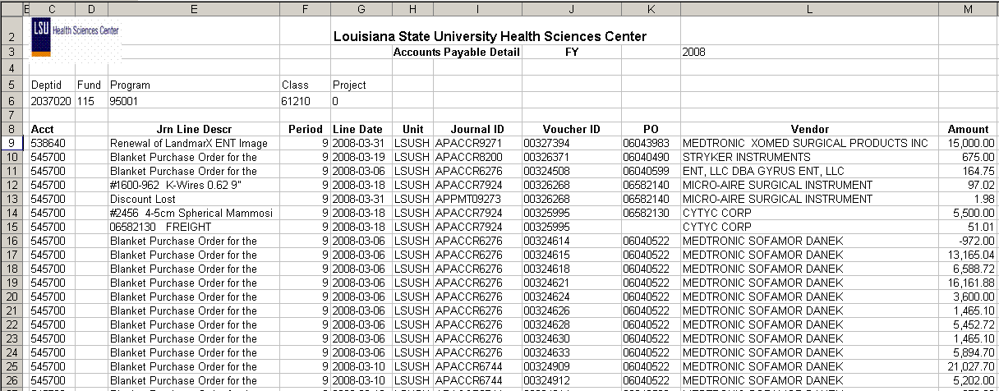 E C D E F G H I J K L M
LSU Health Sciences Center
2 Louisiana State University Health Sciences Center
3 Accounts Payable Detail FY 2008
4
5 Deptid Fund Program Class Project
6 2037020 115 95001 61210 0
7
8 Acct Jrn Line Descr Period Line Date Unit Journal ID Voucher ID PO Vendor Amount
9 538640 Renewal of LandmarX ENT Image 9 2008-03-31 LSUSH APACCR9271 00327394 06043983 MEDTRONIC XOMED SURGICAL PRODUCTS INC 15,000.00
10 545700 Blanket Purchase Order for the 9 2008-03-19 LSUSH APACCR8200 00326371 06040490 STRYKER INSTRUMENTS 675.00
11 545700 Blanket Purchase Order for the 9 2008-03-06 LSUSH APACCR6276 00324508 06040599 ENT, LLC DBA GYRUS ENT, LLC 164.75
12 545700 #1600-962 K-Wires 0.62 9" 9 2008-03-18 LSUSH APACCR7924 00326268 06582140 MICRO-AIRE SURGICAL INSTRUMENT 97.02
13 545700 Discount Lost 9 2008-03-31 LSUSH APPMT09273 00326268 06582140 MICRO-AIRE SURGICAL INSTRUMENT 1.98
14 545700 #2456 4-5cm Spherical Mammosi 9 2008-03-18 LSUSH APACCR7924 00325995 06582130 CYTYC CORP 5,500.00
15 545700 06582130 FREIGHT 9 2008-03-18 LSUSH APACCR7924 00325995 CYTYC CORP 51.01
16 545700 Blanket Purchase Order for the 9 2008-03-06 LSUSH APACCR6276 00324614 06040522 MEDTRONIC SOFAMOR DANEK -972.00
17 545700 Blanket Purchase Order for the 9 2008-03-06 LSUSH APACCR6276 00324615 06040522 MEDTRONIC SOFAMOR DANEK 13,165.04
18 545700 Blanket Purchase Order for the 9 2008-03-06 LSUSH APACCR6276 00324618 06040522 MEDTRONIC SOFAMOR DANEK 6,588.72
19 545700 Blanket Purchase Order for the 9 2008-03-06 LSUSH APACCR6276 00324621 06040522 MEDTRONIC SOFAMOR DANEK 16,161.88
20 545700 Blanket Purchase Order for the 9 2008-03-06 LSUSH APACCR6276 00324624 06040522 MEDTRONIC SOFAMOR DANEK 3,600.00
21 545700 Blanket Purchase Order for the 9 2008-03-06 LSUSH APACCR6276 00324626 06040522 MEDTRONIC SOFAMOR DANEK 1,465.10
22 545700 Blanket Purchase Order for the 9 2008-03-06 LSUSH APACCR6276 00324628 06040522 MEDTRONIC SOFAMOR DANEK 5,452.72
23 545700 Blanket Purchase Order for the 9 2008-03-06 LSUSH APACCR6276 00324630 06040522 MEDTRONIC SOFAMOR DANEK 1,465.10
24 545700 Blanket Purchase Order for the 9 2008-03-06 LSUSH APACCR6276 00324633 06040522 MEDTRONIC SOFAMOR DANEK 5,894.70
25 545700 Blanket Purchase Order for the 9 2008-03-10 LSUSH APACCR6744 00324909 06040522 MEDTRONIC SOFAMOR DANEK 21,027.70
26 545700 Blanket Purchase Order for the 9 2008-03-06 LSUSH APACCR6744 00324912 06040522 MEDTRONIC SOFAMOR DANEK 5,202.00